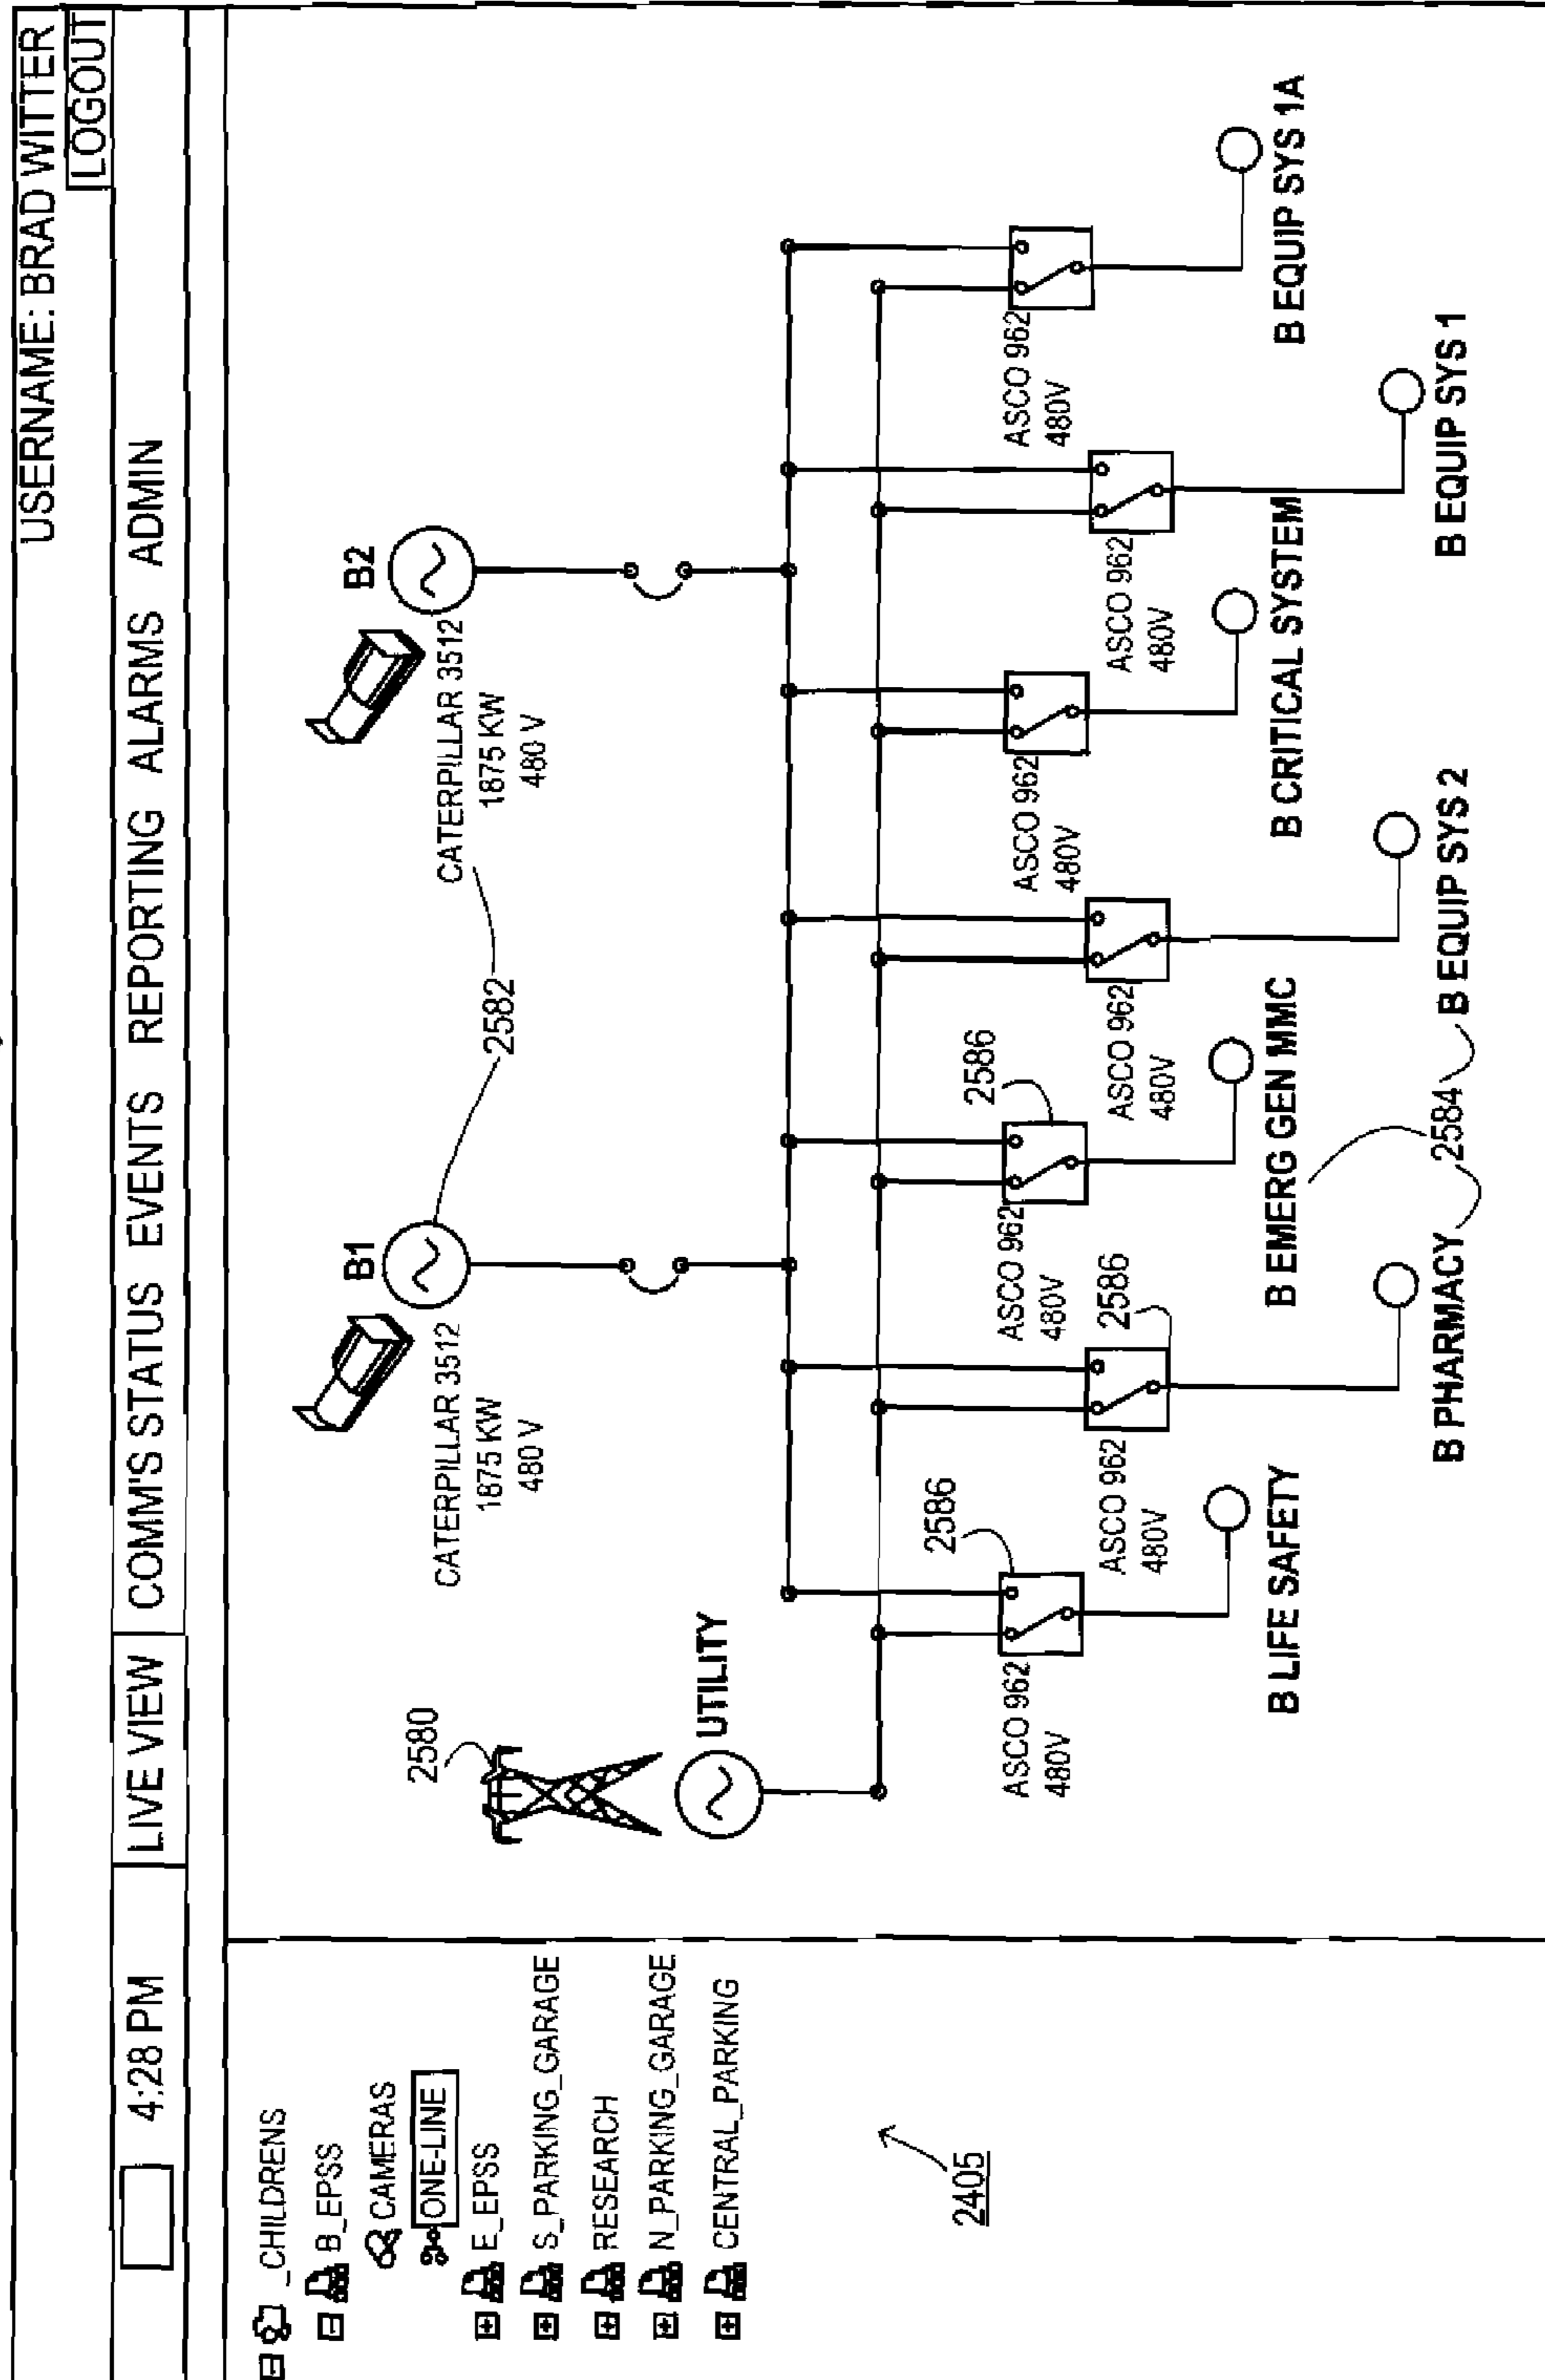 USERNAME: BRAD WITTER
LOGOUT
4:28 PM
LIVE VIEW
COMM'S STATUS EVENTS REPORTING ALARMS ADMIN
_CHILDRENS
B_EPSS
CAMERAS
ONE-LINE
E_EPSS
S_PARKING_GARAGE
RESEARCH
N_PARKING_GARAGE
CENTRAL_PARKING
2405
2580
UTILITY
B1
CATERPILLAR 3512
1875 KW
480 V
2582
B2
CATERPILLAR 3512
1875 KW
480 V
2586
ASCO 962
480V
B LIFE SAFETY
2586
ASCO 962
480V
B PHARMACY
2586
ASCO 962
480V
B EMERG GEN MMC
2584
ASCO 962
480V
B EQUIP SYS 2
ASCO 962
480V
B CRITICAL SYSTEM
ASCO 962
480V
B EQUIP SYS 1
ASCO 962
480V
B EQUIP SYS 1A